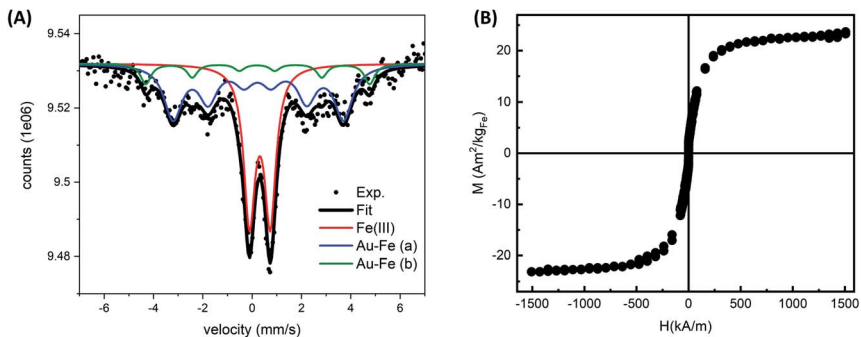 (A)
9.54
9.52
9.5
9.48
counts (1e06)
Exp.
Fit
Fe(III)
Au-Fe (a)
Au-Fe (b)
-6 -4 -2 0 2 4 6
velocity (mm/s)
(B)
20
10
0
-10
-20
M (Am²/kg_Fe)
-1500 -1000 -500 0 500 1000 1500
H(kA/m)